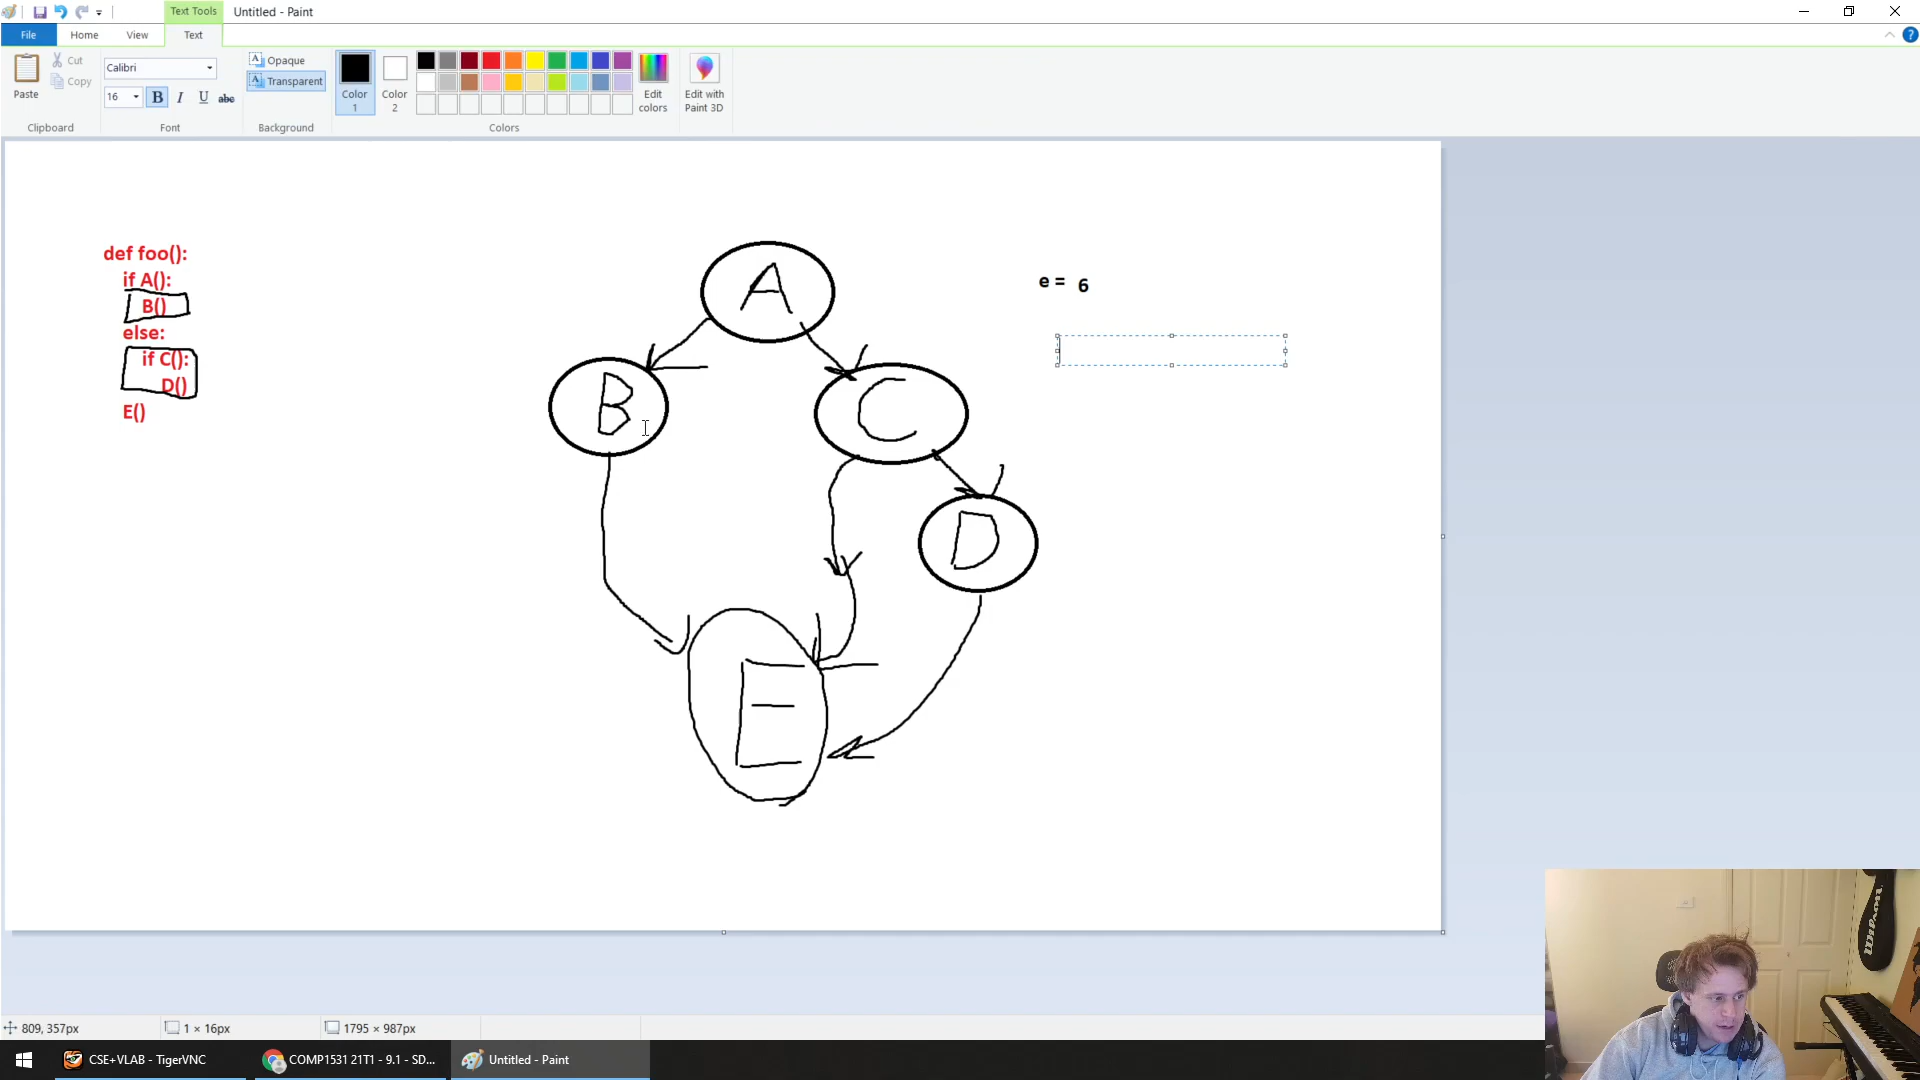 Text Tools
Untitled - Paint
File
Home
View
Text
Paste
Cut
Copy
Clipboard
Calibri
16
B
I
U
abc
Font
A
Opaque
A
Transparent
Background
Color
1
Color
2
Edit
colors
Colors
Edit with
Paint 3D
?
def foo():
if A():
B()
else:
if C():
D()
E()
A
B
C
D
E
e =
6
Wilson
809, 357px
1 × 16px
1795 × 987px
CSE+VLAB - TigerVNC
COMP1531 21T1 - 9.1 - SD...
Untitled - Paint